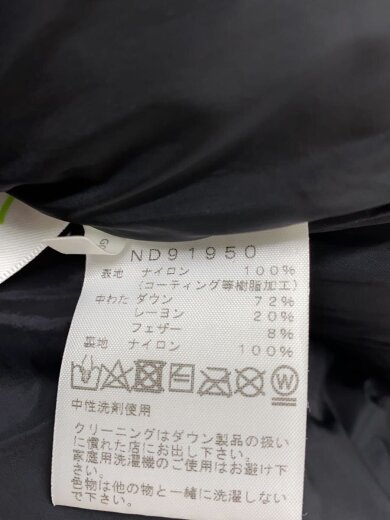 ND91950
表地 ナイロン 100%
(コーティング等樹脂加工)
中わた ダウン 72%
レーヨン 20%
フェザー 8%
裏地 ナイロン 100%
中性洗剤使用
クリーニングはダウン製品の扱い
に慣れた店にお出し下さい。
家庭用洗濯機のご使用はお避け下
さい。
色物は他の物と一緒に洗濯しない
で下さい。